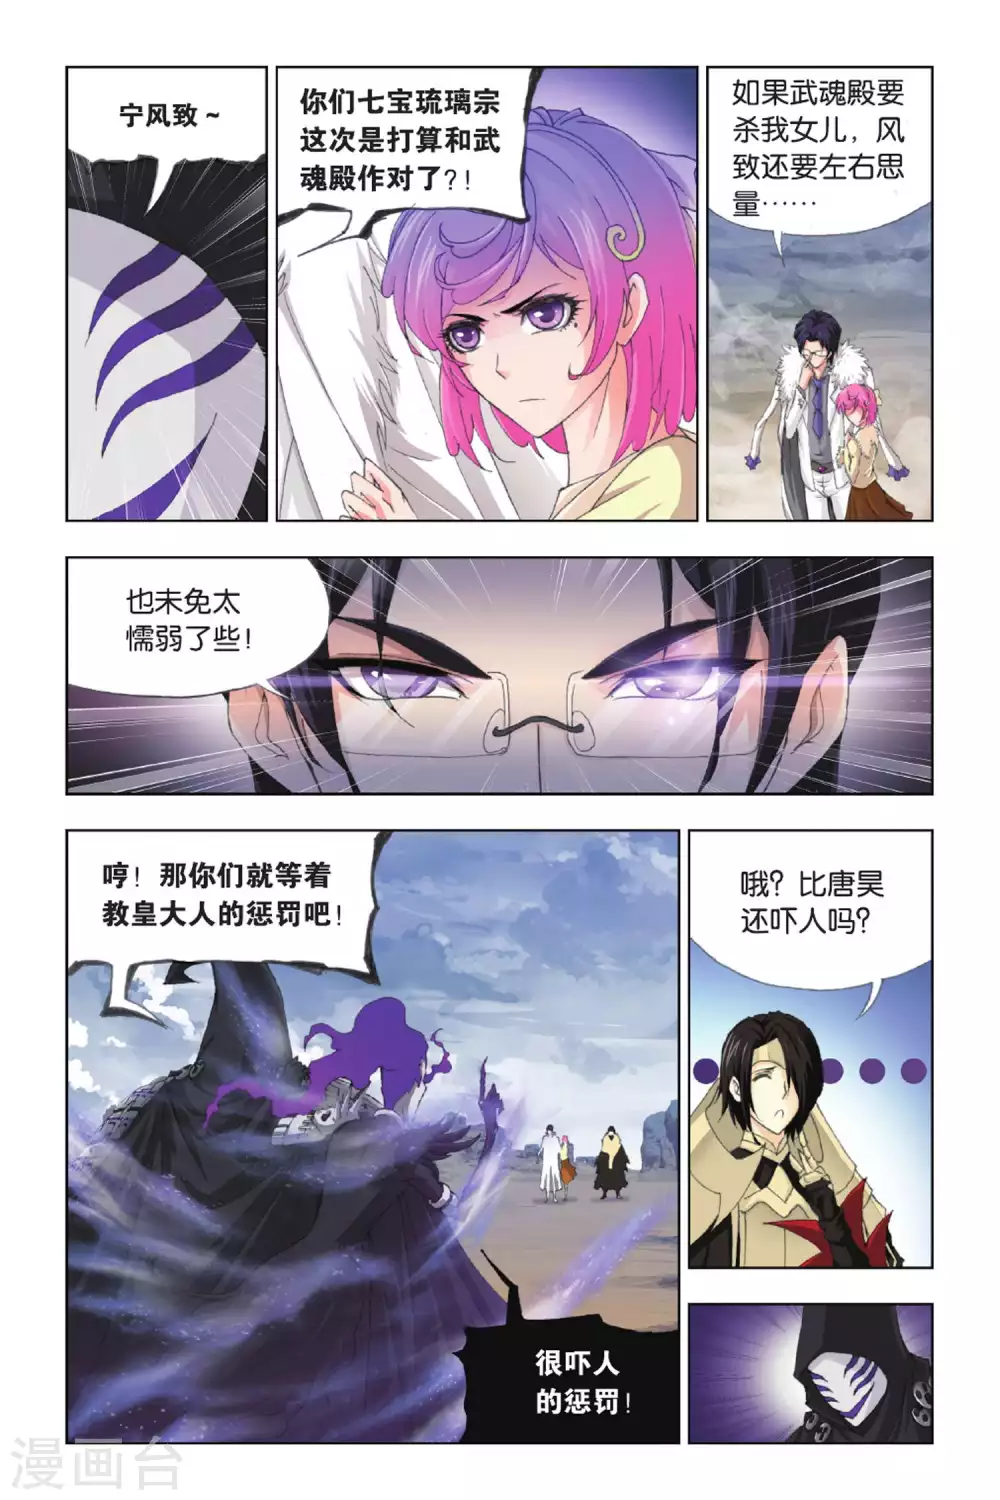 宁风致~
你们七宝琉璃宗
这次是打算和武
魂殿作对了?!
如果武魂殿要
杀我女儿，风
致还要左右思
量……
也未免太
懦弱了些！
哼！那你们就等着
教皇大人的惩罚吧！
哦？比唐昊
还吓人吗？
很吓人
的惩罚！
漫画台